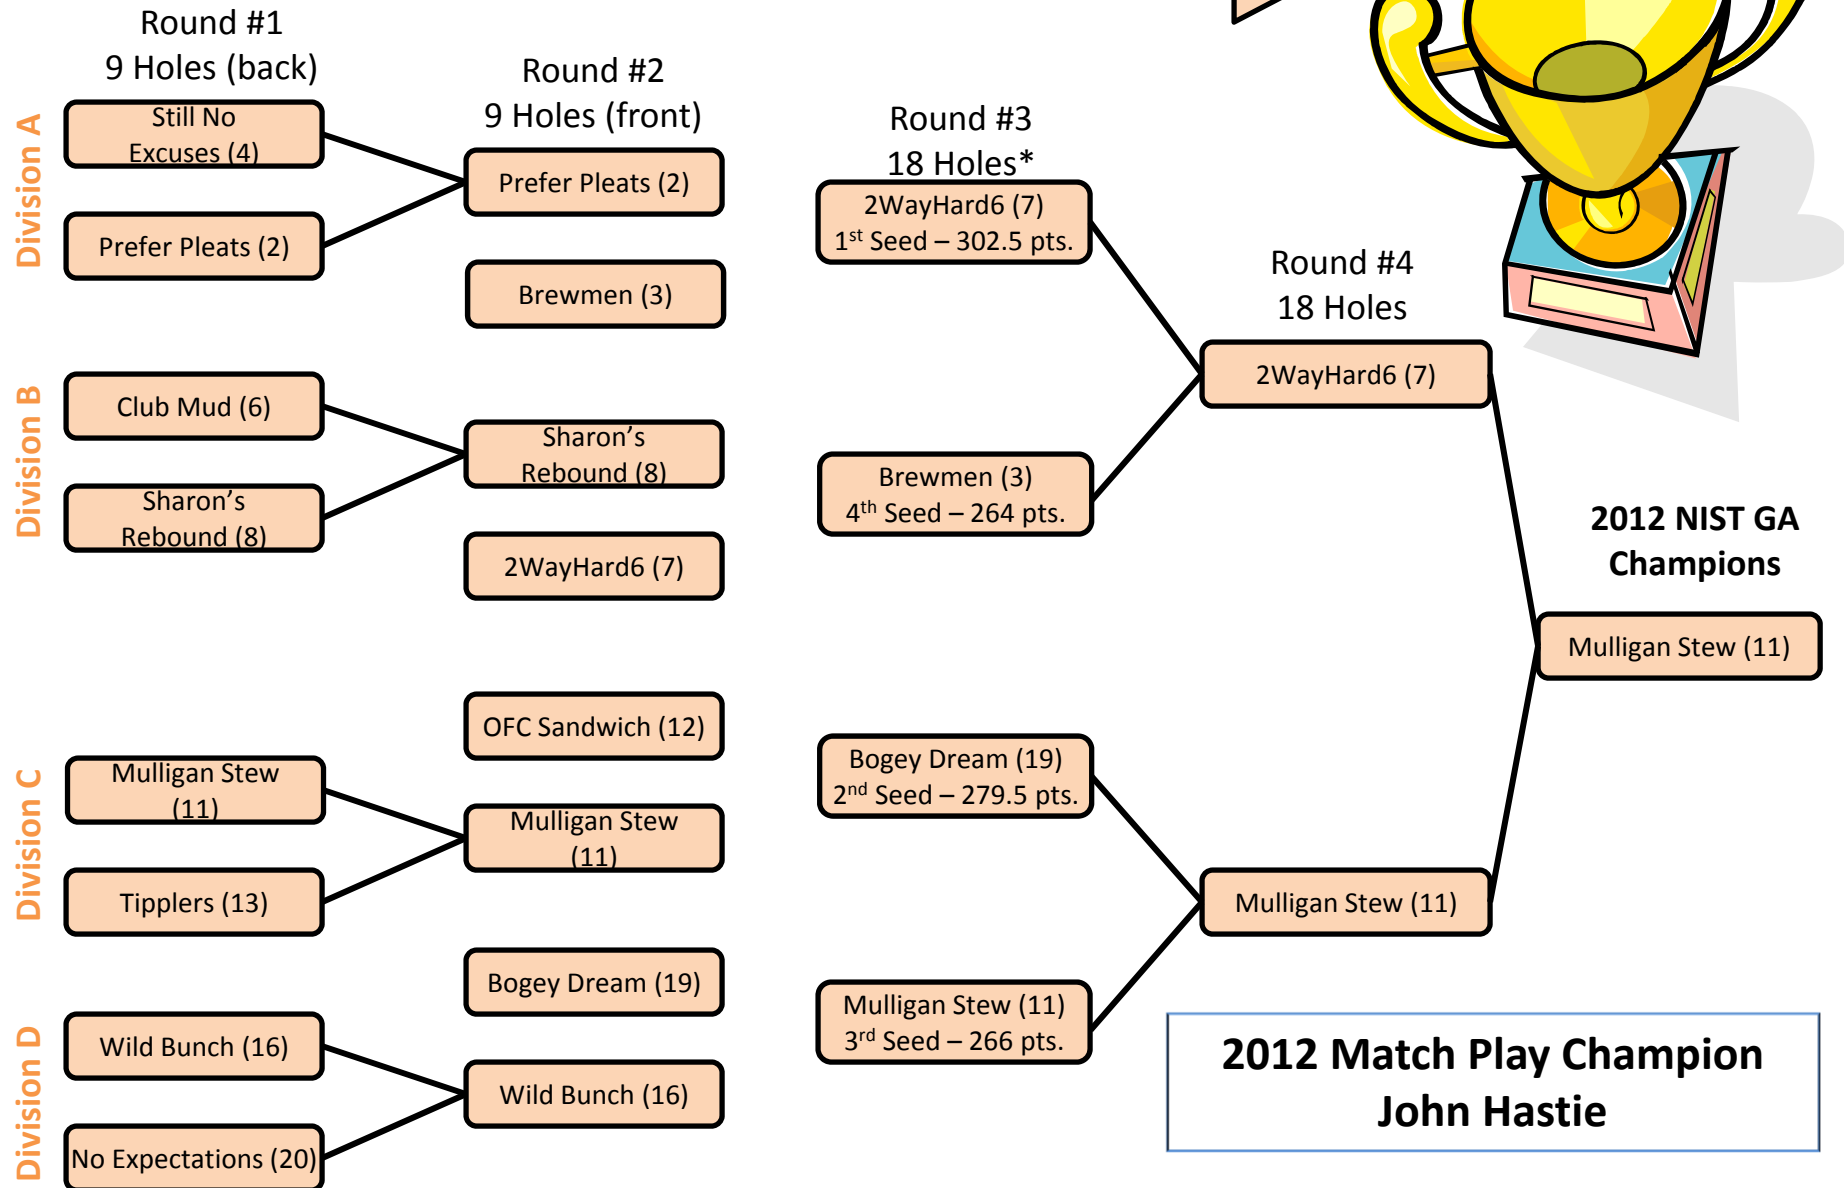 Round #1
9 Holes (back)
Round #2
9 Holes (front)
Round #3
18 Holes*
Round #4
18 Holes
Division A
Still No
Excuses (4)
Prefer Pleats (2)
Prefer Pleats (2)
Brewmen (3)
Division B
Club Mud (6)
Sharon’s
Rebound (8)
Sharon’s
Rebound (8)
2WayHard6 (7)
Division C
Mulligan Stew
(11)
Tipplers (13)
OFC Sandwich (12)
Mulligan Stew
(11)
Division D
Wild Bunch (16)
No Expectations (20)
Bogey Dream (19)
Wild Bunch (16)
2WayHard6 (7)
1st Seed – 302.5 pts.
Brewmen (3)
4th Seed – 264 pts.
Bogey Dream (19)
2nd Seed – 279.5 pts.
Mulligan Stew (11)
3rd Seed – 266 pts.
2WayHard6 (7)
Mulligan Stew (11)
2012 NIST GA
Champions
Mulligan Stew (11)
2012 Match Play Champion
John Hastie